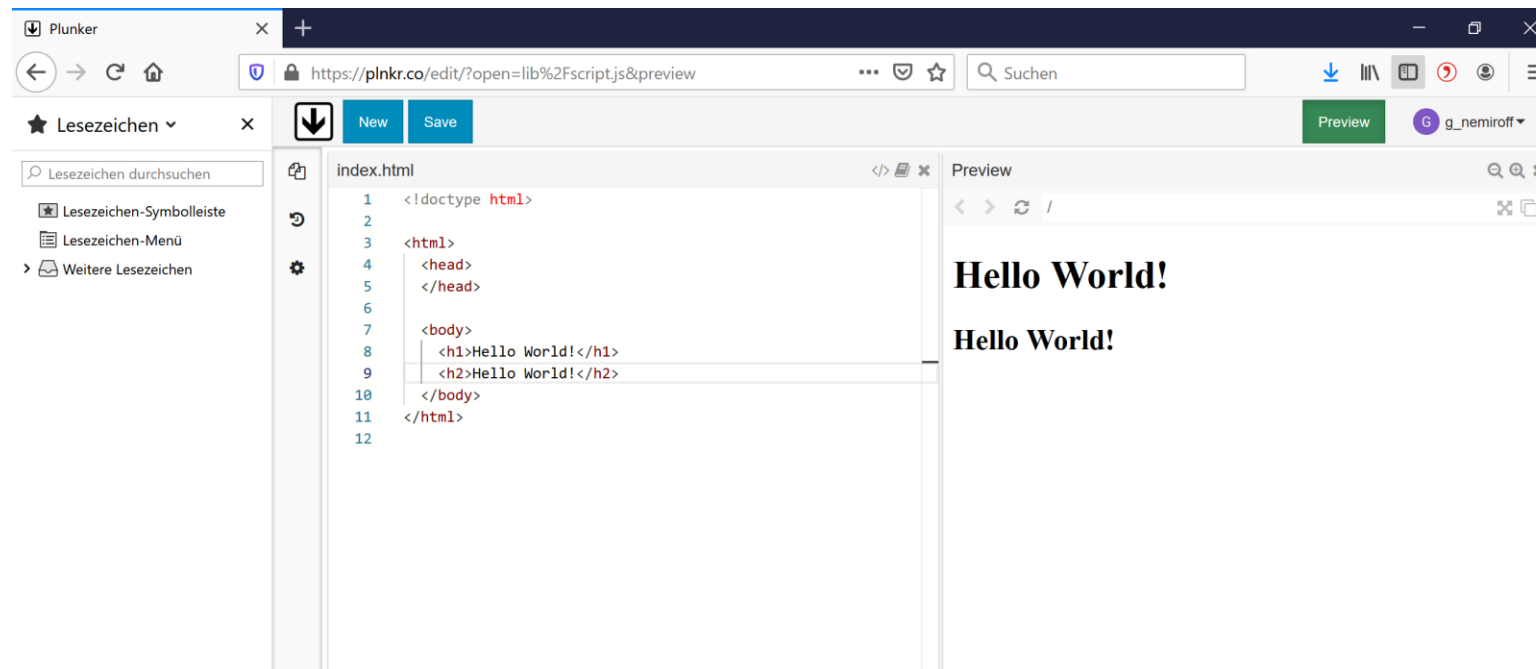 Plunker
https://plnkr.co/edit/?open=lib%2Fscript.js&preview
Suchen
Lesezeichen
New
Save
Preview
G
g_nemiroff
Lesezeichen durchsuchen
Lesezeichen-Symbolleiste
Lesezeichen-Menü
Weitere Lesezeichen
index.html
1 <!doctype html>
2
3 <html>
4 <head>
5 </head>
6
7 <body>
8 <h1>Hello World!</h1>
9 <h2>Hello World!</h2>
10 </body>
11 </html>
12
Preview
/
Hello World!
Hello World!